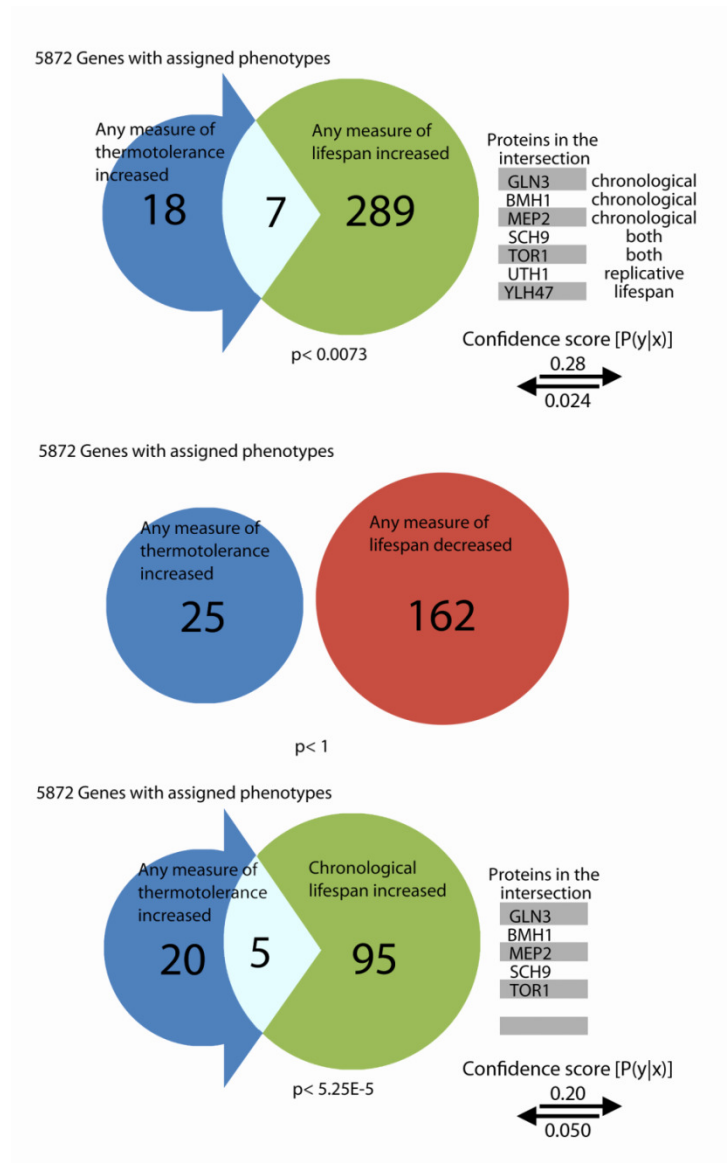 5872 Genes with assigned phenotypes
Any measure of
thermotolerance
increased
18
7
Any measure of
lifespan increased
289
Proteins in the
intersection
GLN3 chronological
BMH1 chronological
MEP2 chronological
SCH9 both
TOR1 both
UTH1 replicative
YLH47 lifespan
p< 0.0073
Confidence score [P(y|x)]
0.28
0.024
5872 Genes with assigned phenotypes
Any measure of
thermotolerance
increased
25
Any measure of
lifespan decreased
162
p< 1
5872 Genes with assigned phenotypes
Any measure of
thermotolerance
increased
20
5
Chronological
lifespan increased
95
Proteins in the
intersection
GLN3
BMH1
MEP2
SCH9
TOR1
p< 5.25E-5
Confidence score [P(y|x)]
0.20
0.050